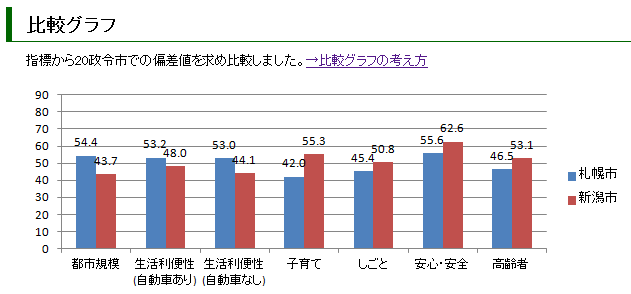 比較グラフ
指標から20政令市での偏差値を求め比較しました。→比較グラフの考え方
90
80
70
60
50
40
30
20
10
0
54.4
43.7
53.2
48.0
53.0
44.1
42.0
55.3
45.4
50.8
55.6
62.6
46.5
53.1
都市規模
生活利便性
(自動車あり)
生活利便性
(自動車なし)
子育て
しごと
安心・安全
高齢者
札幌市
新潟市